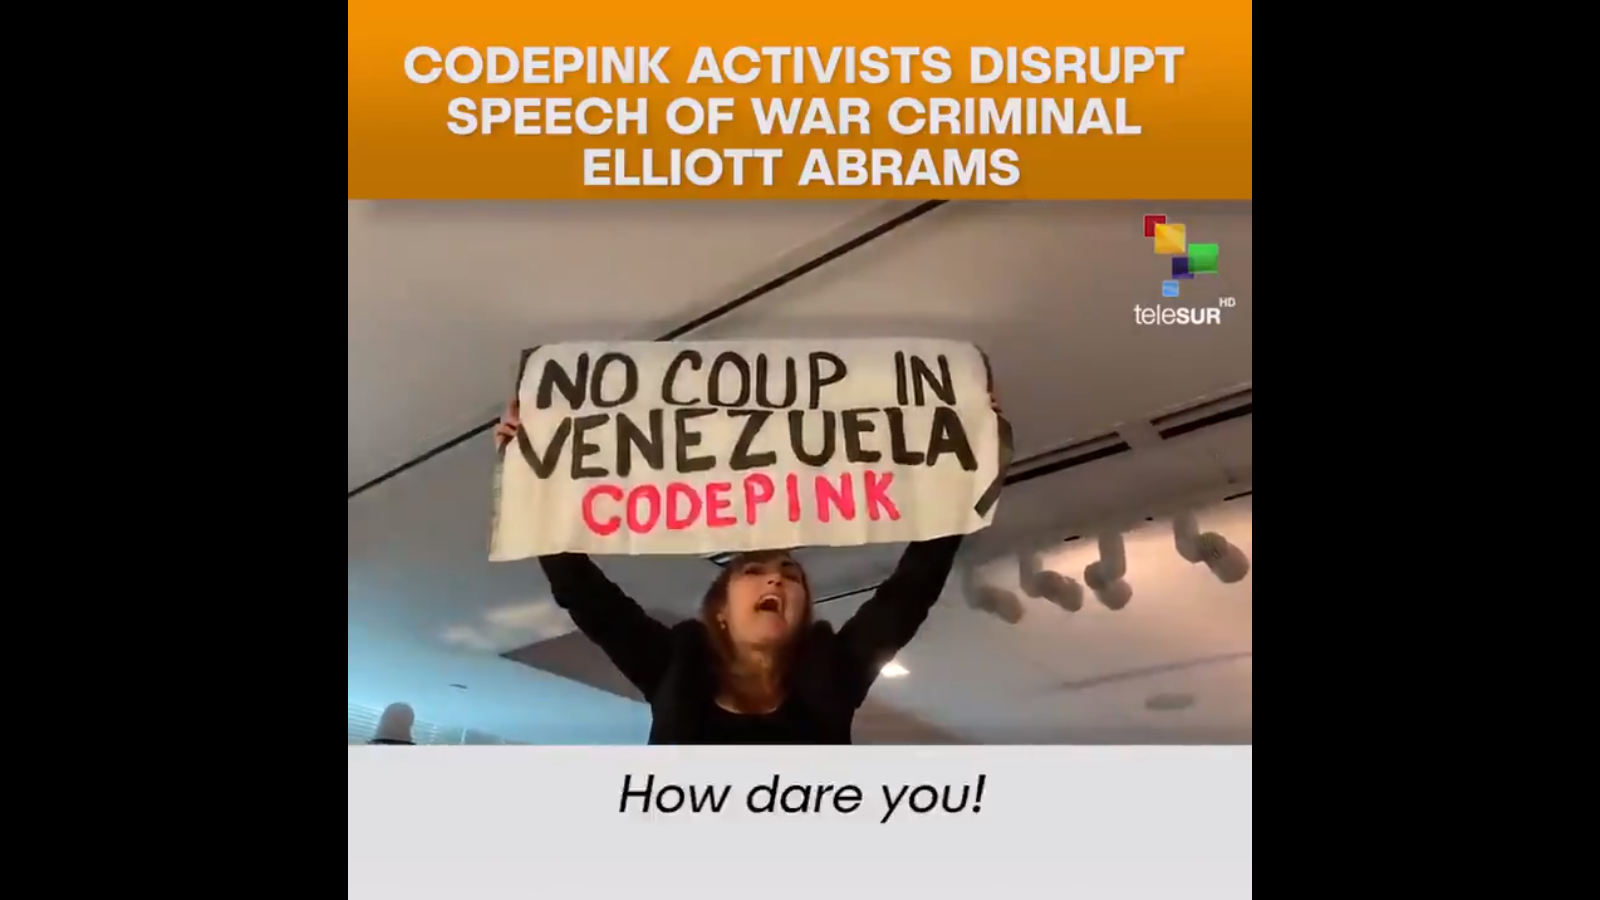 CODEPINK ACTIVISTS DISRUPT
SPEECH OF WAR CRIMINAL
ELLIOTT ABRAMS
teleSUR HD
NO COUP IN
VENEZUELA
CODEPINK
How dare you!